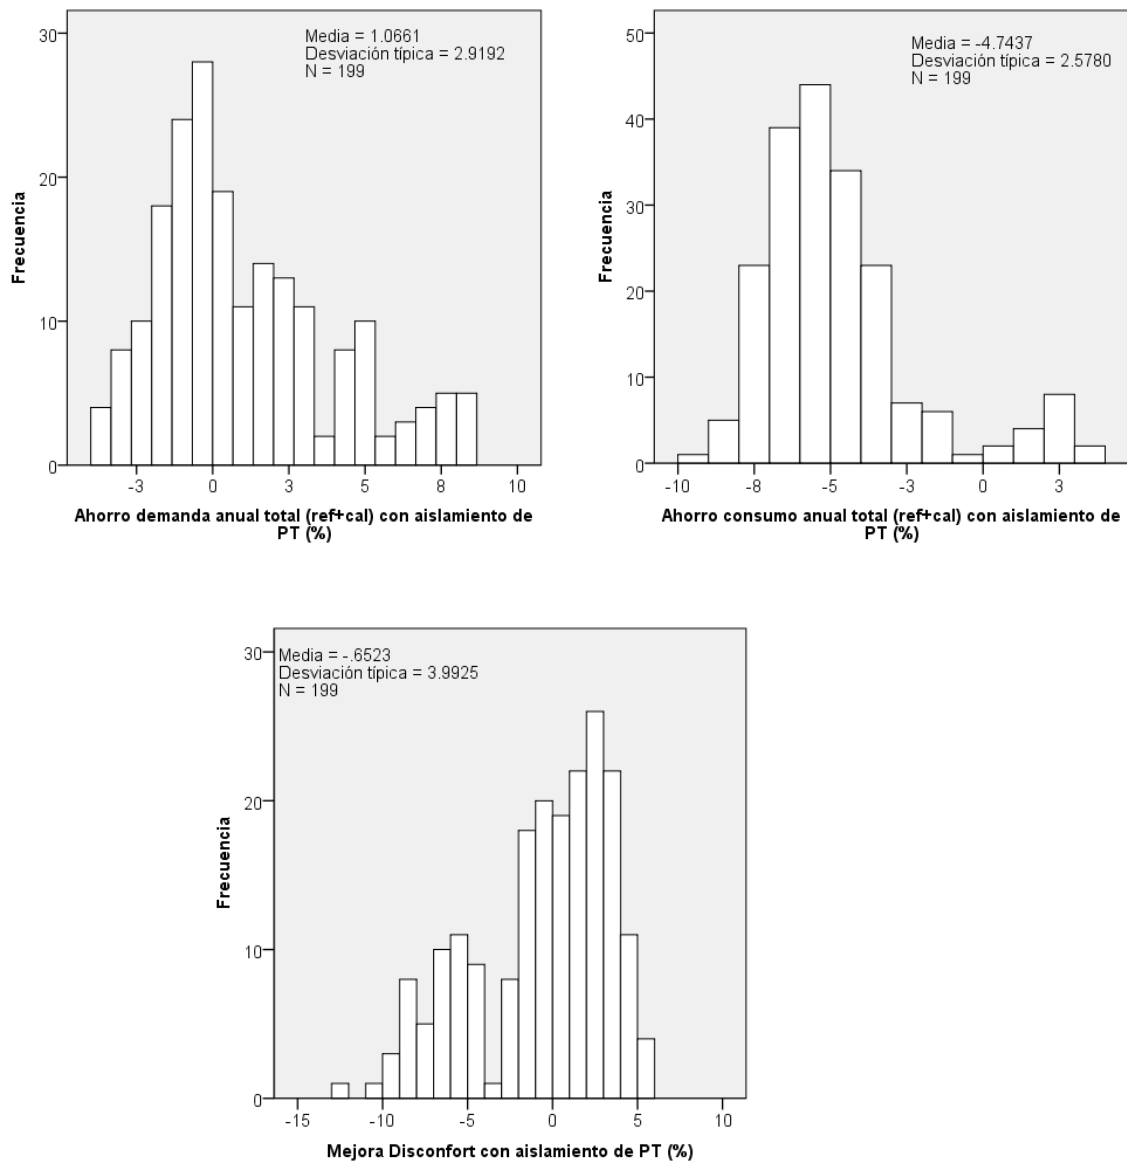 Media = 1.0661
Desviación típica = 2.9192
N = 199
30
20
10
0
Frecuencia
-3 0 3 5 8 10
Ahorro demanda anual total (ref+cal) con aislamiento de
PT (%)
Media = -4.7437
Desviación típica = 2.5780
N = 199
50
40
30
20
10
0
Frecuencia
-10 -8 -5 -3 0 3
Ahorro consumo anual total (ref+cal) con aislamiento de
PT (%)
Media = -.6523
Desviación típica = 3.9925
N = 199
30
20
10
0
Frecuencia
-15 -10 -5 0 5 10
Mejora Disconfort con aislamiento de PT (%)